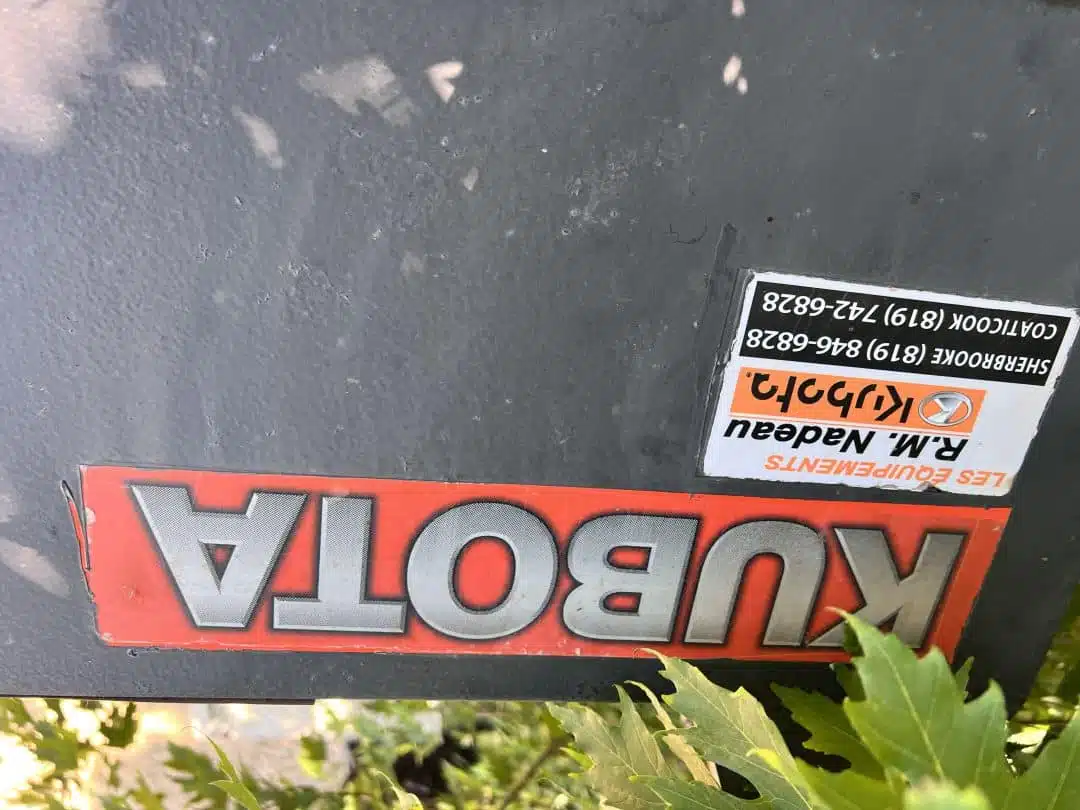 KUBOTA
LES ÉQUIPEMENTS
R.M. Nadeau
Kubota.
SHERBROOKE (819) 846-6828
COATICOOK (819) 742-6828